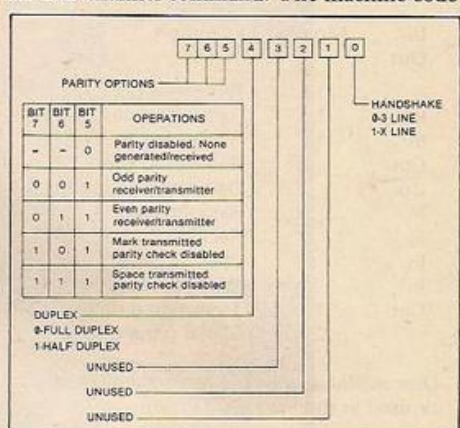 7 6 5 4 3 2 1 0
PARITY OPTIONS
HANDSHAKE
0-3 LINE
1-X LINE
BIT 7 BIT 6 BIT 5 OPERATIONS
- - 0 Parity disabled. None generated/received
0 0 1 Odd parity receiver/transmitter
0 1 1 Even parity receiver/transmitter
1 0 1 Mark transmitted parity check disabled
1 1 1 Space transmitted parity check disabled
DUPLEX
0-FULL DUPLEX
1-HALF DUPLEX
UNUSED
UNUSED
UNUSED